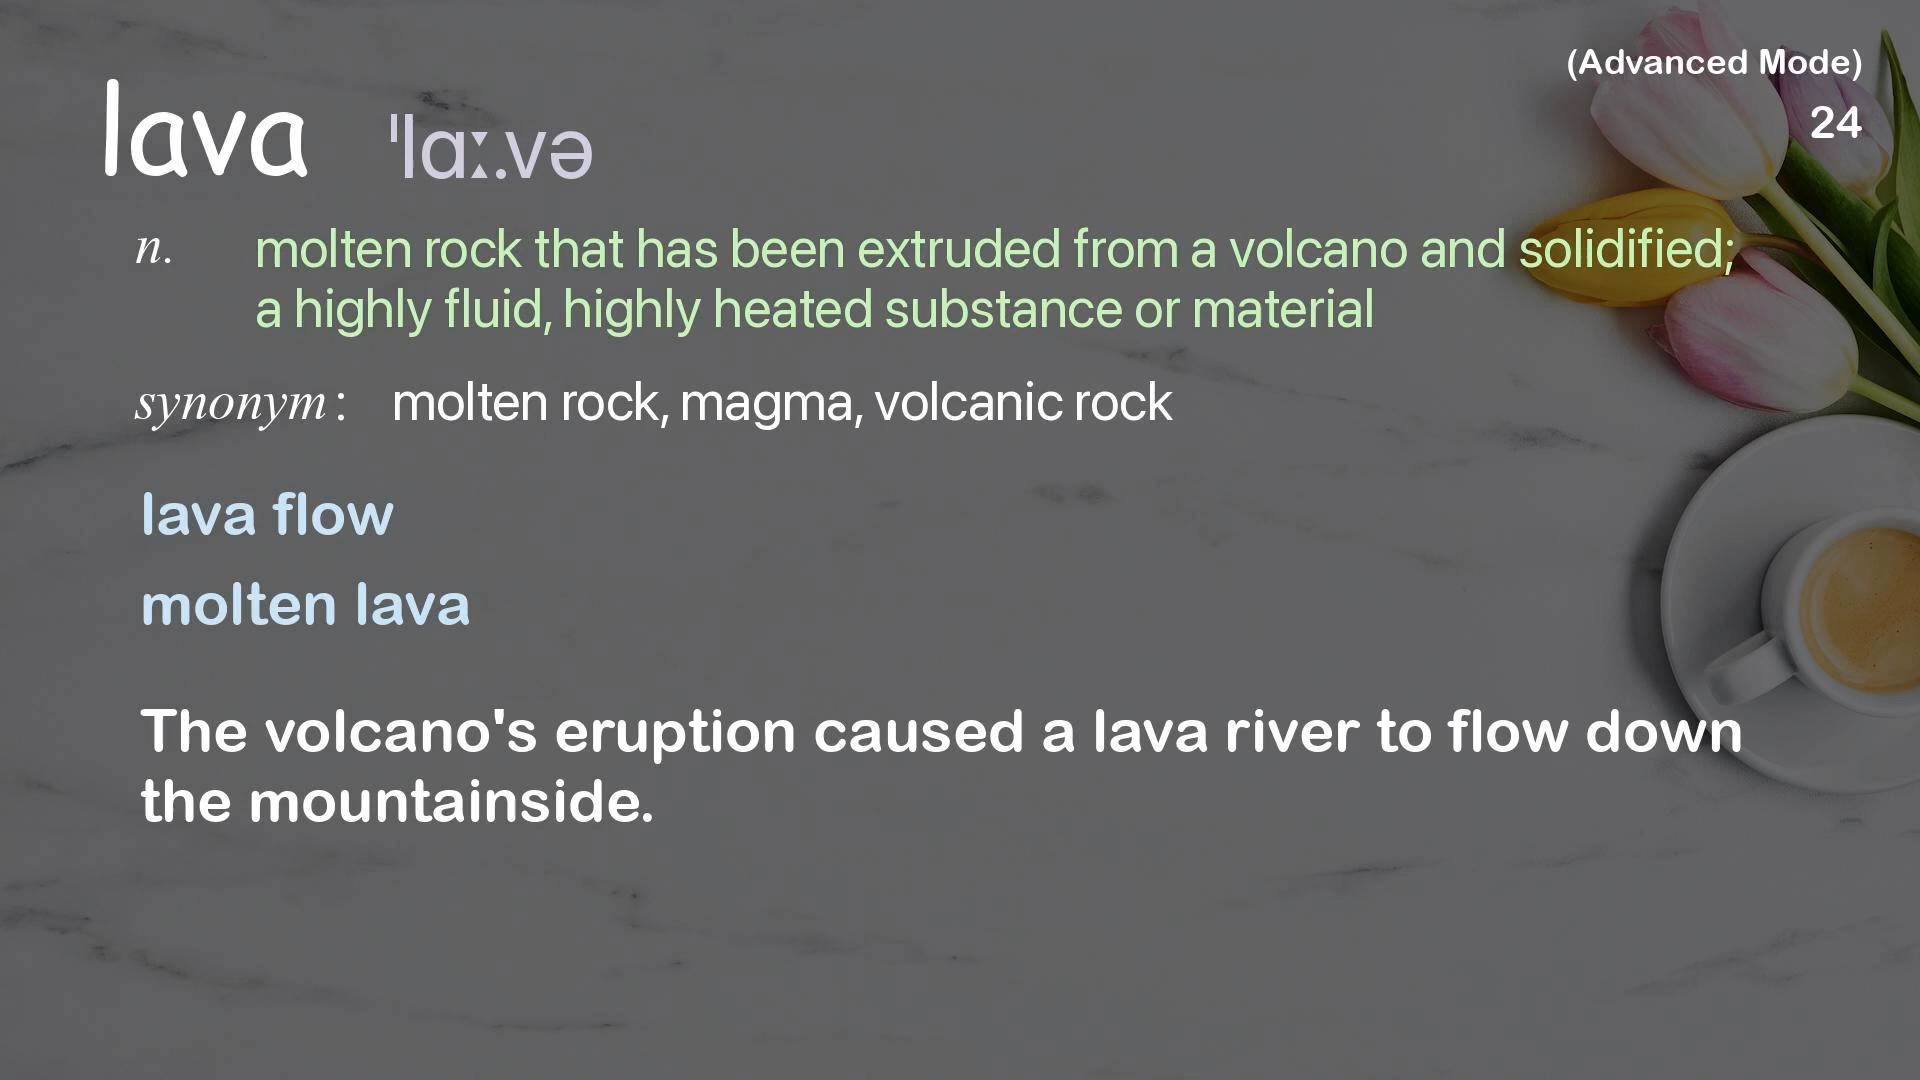 (Advanced Mode)
24
lava ˈlɑː.və
n. molten rock that has been extruded from a volcano and solidified;
a highly fluid, highly heated substance or material
synonym : molten rock, magma, volcanic rock
lava flow
molten lava
The volcano's eruption caused a lava river to flow down
the mountainside.